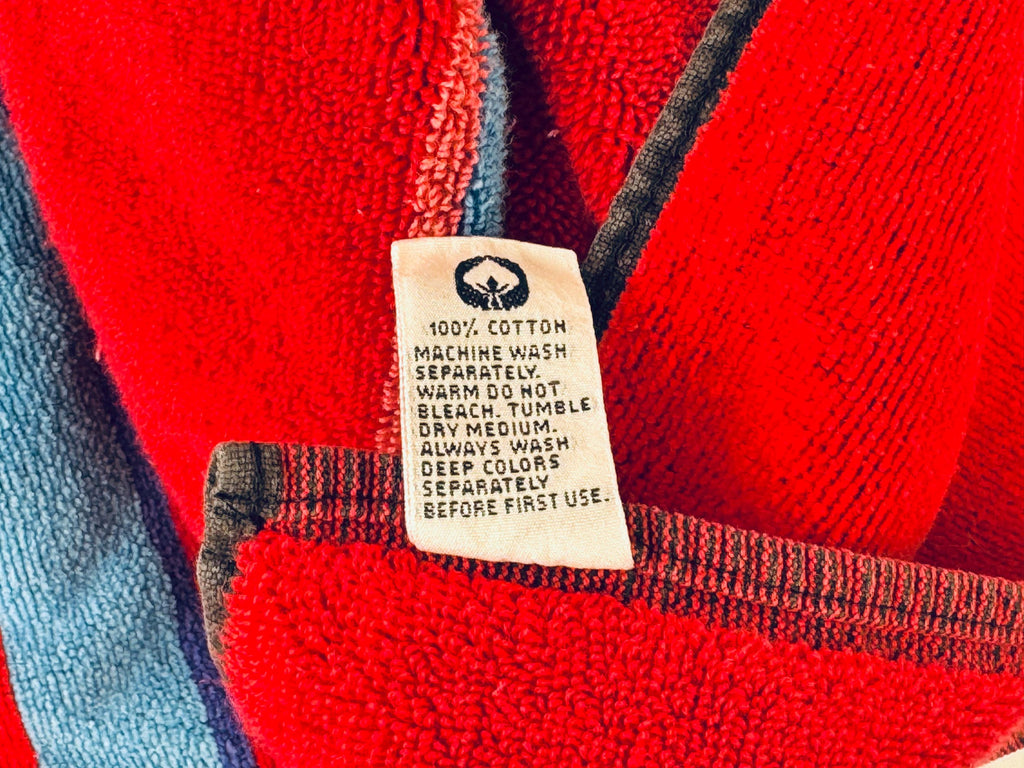 100% COTTON
MACHINE WASH
SEPARATELY.
WARM DO NOT
BLEACH. TUMBLE
DRY MEDIUM.
ALWAYS WASH
DEEP COLORS
SEPARATELY
BEFORE FIRST USE.